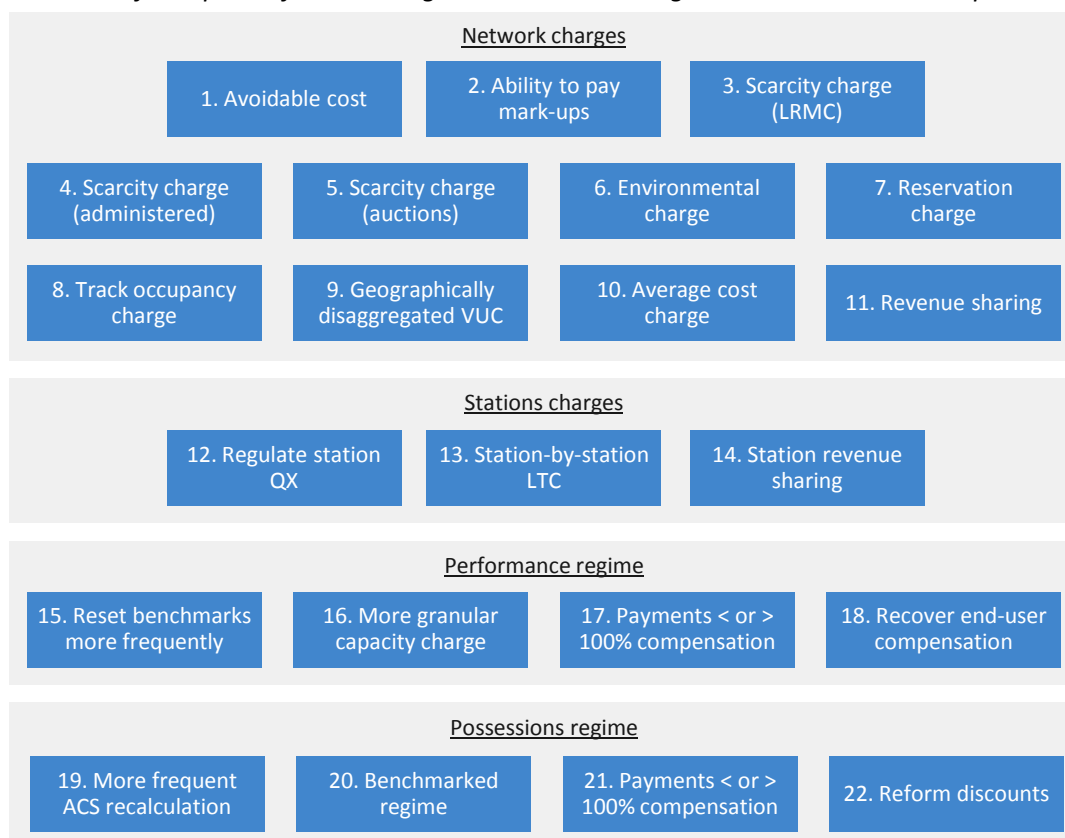 Network charges
1. Avoidable cost
2. Ability to pay
mark-ups
3. Scarcity charge
(LRMC)
4. Scarcity charge
(administered)
5. Scarcity charge
(auctions)
6. Environmental
charge
7. Reservation
charge
8. Track occupancy
charge
9. Geographically
disaggregated VUC
10. Average cost
charge
11. Revenue sharing
Stations charges
12. Regulate station
QX
13. Station-by-station
LTC
14. Station revenue
sharing
Performance regime
15. Reset benchmarks
more frequently
16. More granular
capacity charge
17. Payments < or >
100% compensation
18. Recover end-user
compensation
Possessions regime
19. More frequent
ACS recalculation
20. Benchmarked
regime
21. Payments < or >
100% compensation
22. Reform discounts